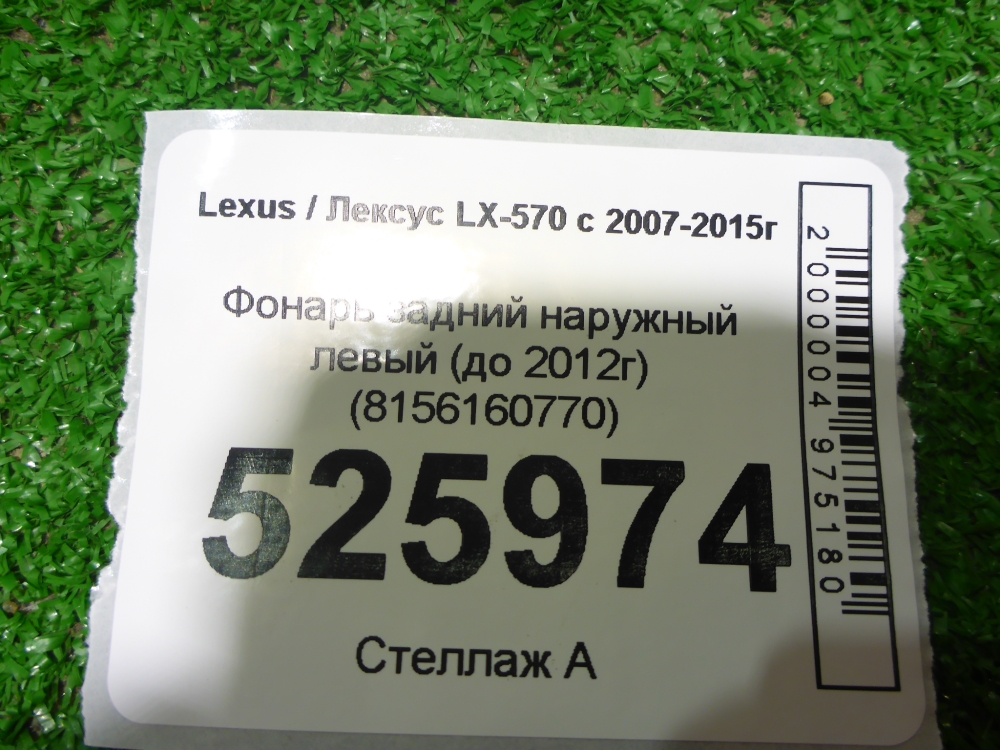 Lexus / Лексус LX-570 с 2007-2015г
Фонарь задний наружный
левый (до 2012г)
(8156160770)
525974
Стеллаж А
2000004975180